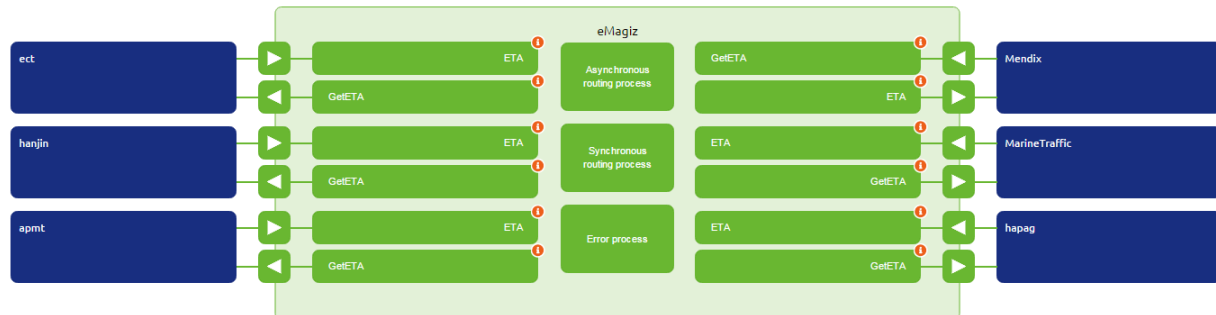 eMagiz
ect
ETA
GetETA
hanjin
ETA
GetETA
apmt
ETA
GetETA
Asynchronous
routing process
Synchronous
routing process
Error process
GetETA
ETA
Mendix
ETA
GetETA
MarineTraffic
ETA
GetETA
hapag